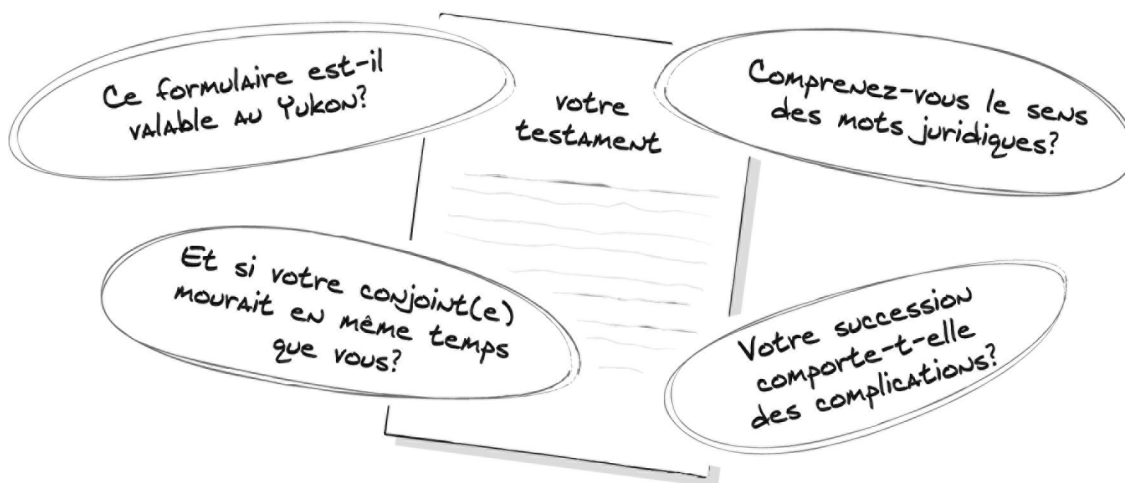 Ce formulaire est-il
valable au Yukon?
votre
testament
Comprenez-vous le sens
des mots juridiques?
Et si votre conjoint(e)
mourait en même temps
que vous?
Votre succession
comporte-t-elle
des complications?